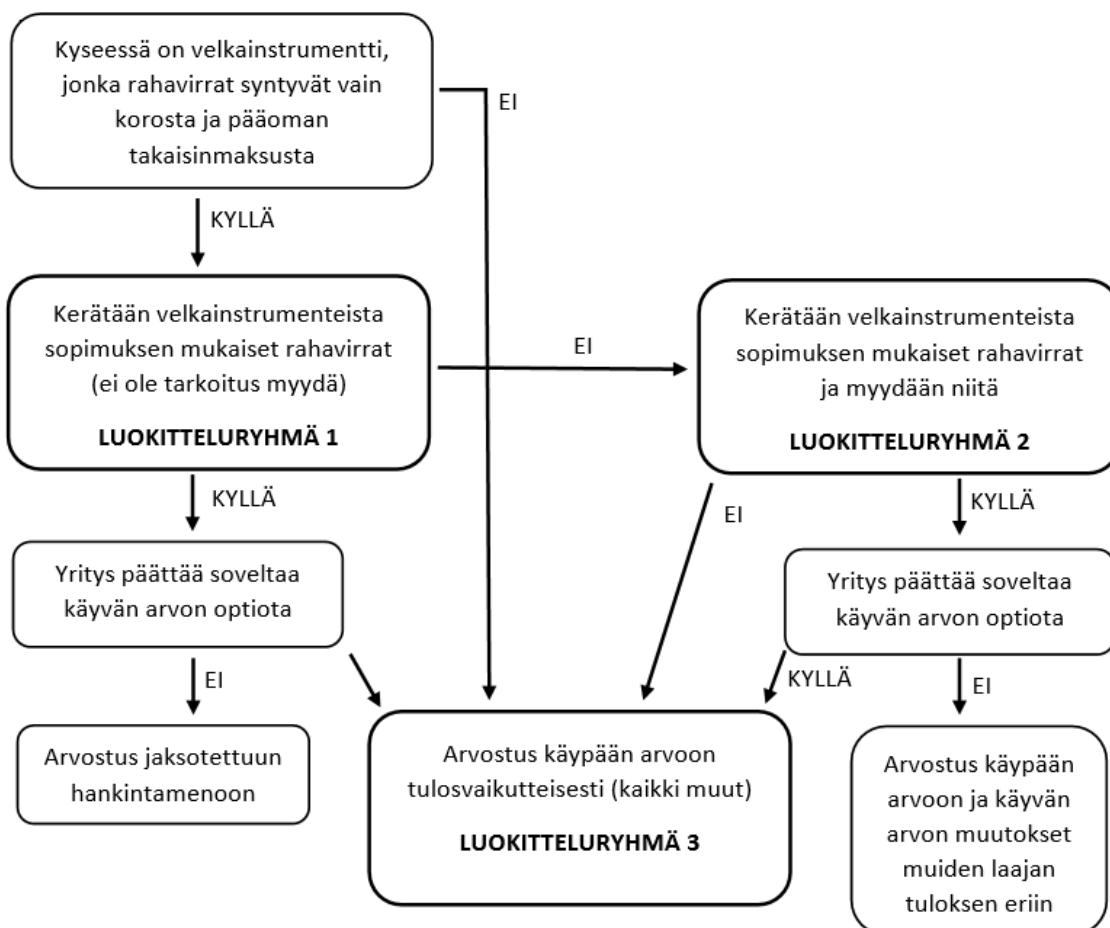 Kyseessä on velkainstrumentti,
jonka rahavirrat syntyvät vain
korosta ja pääoman
takaisinmaksusta
EI
KYLLÄ
Kerätään velkainstrumenteista
sopimuksen mukaiset rahavirrat
(ei ole tarkoitus myydä)
LUOKITTELURYHMÄ 1
EI
Kerätään velkainstrumenteista
sopimuksen mukaiset rahavirrat
ja myydään niitä
LUOKITTELURYHMÄ 2
KYLLÄ
EI
KYLLÄ
Yritys päättää soveltaa
käyvän arvon optiota
Yritys päättää soveltaa
käyvän arvon optiota
EI
KYLLÄ
EI
Arvostus jaksotettuun
hankintamenoon
Arvostus käypään arvoon
tulosvaikutteisesti (kaikki muut)
LUOKITTELURYHMÄ 3
Arvostus käypään
arvoon ja käyvän
arvon muutokset
muiden laajan
tuloksen eriin